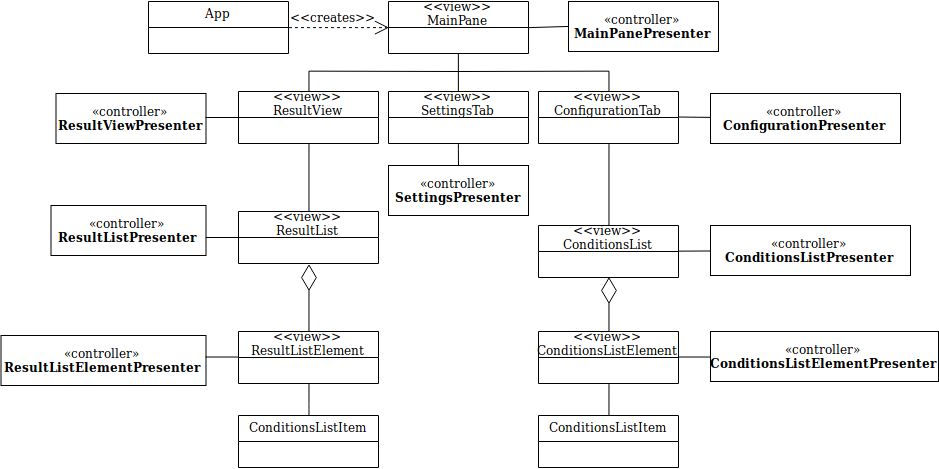 App
<<creates>>
<<view>>
MainPane
«controller»
MainPanePresenter
«controller»
ResultViewPresenter
<<view>>
ResultView
<<view>>
SettingsTab
<<view>>
ConfigurationTab
«controller»
ConfigurationPresenter
«controller»
SettingsPresenter
«controller»
ResultListPresenter
<<view>>
ResultList
<<view>>
ConditionsList
«controller»
ConditionsListPresenter
«controller»
ResultListElementPresenter
<<view>>
ResultListElement
<<view>>
ConditionsListElement
«controller»
ConditionsListElementPresenter
ConditionsListItem
ConditionsListItem